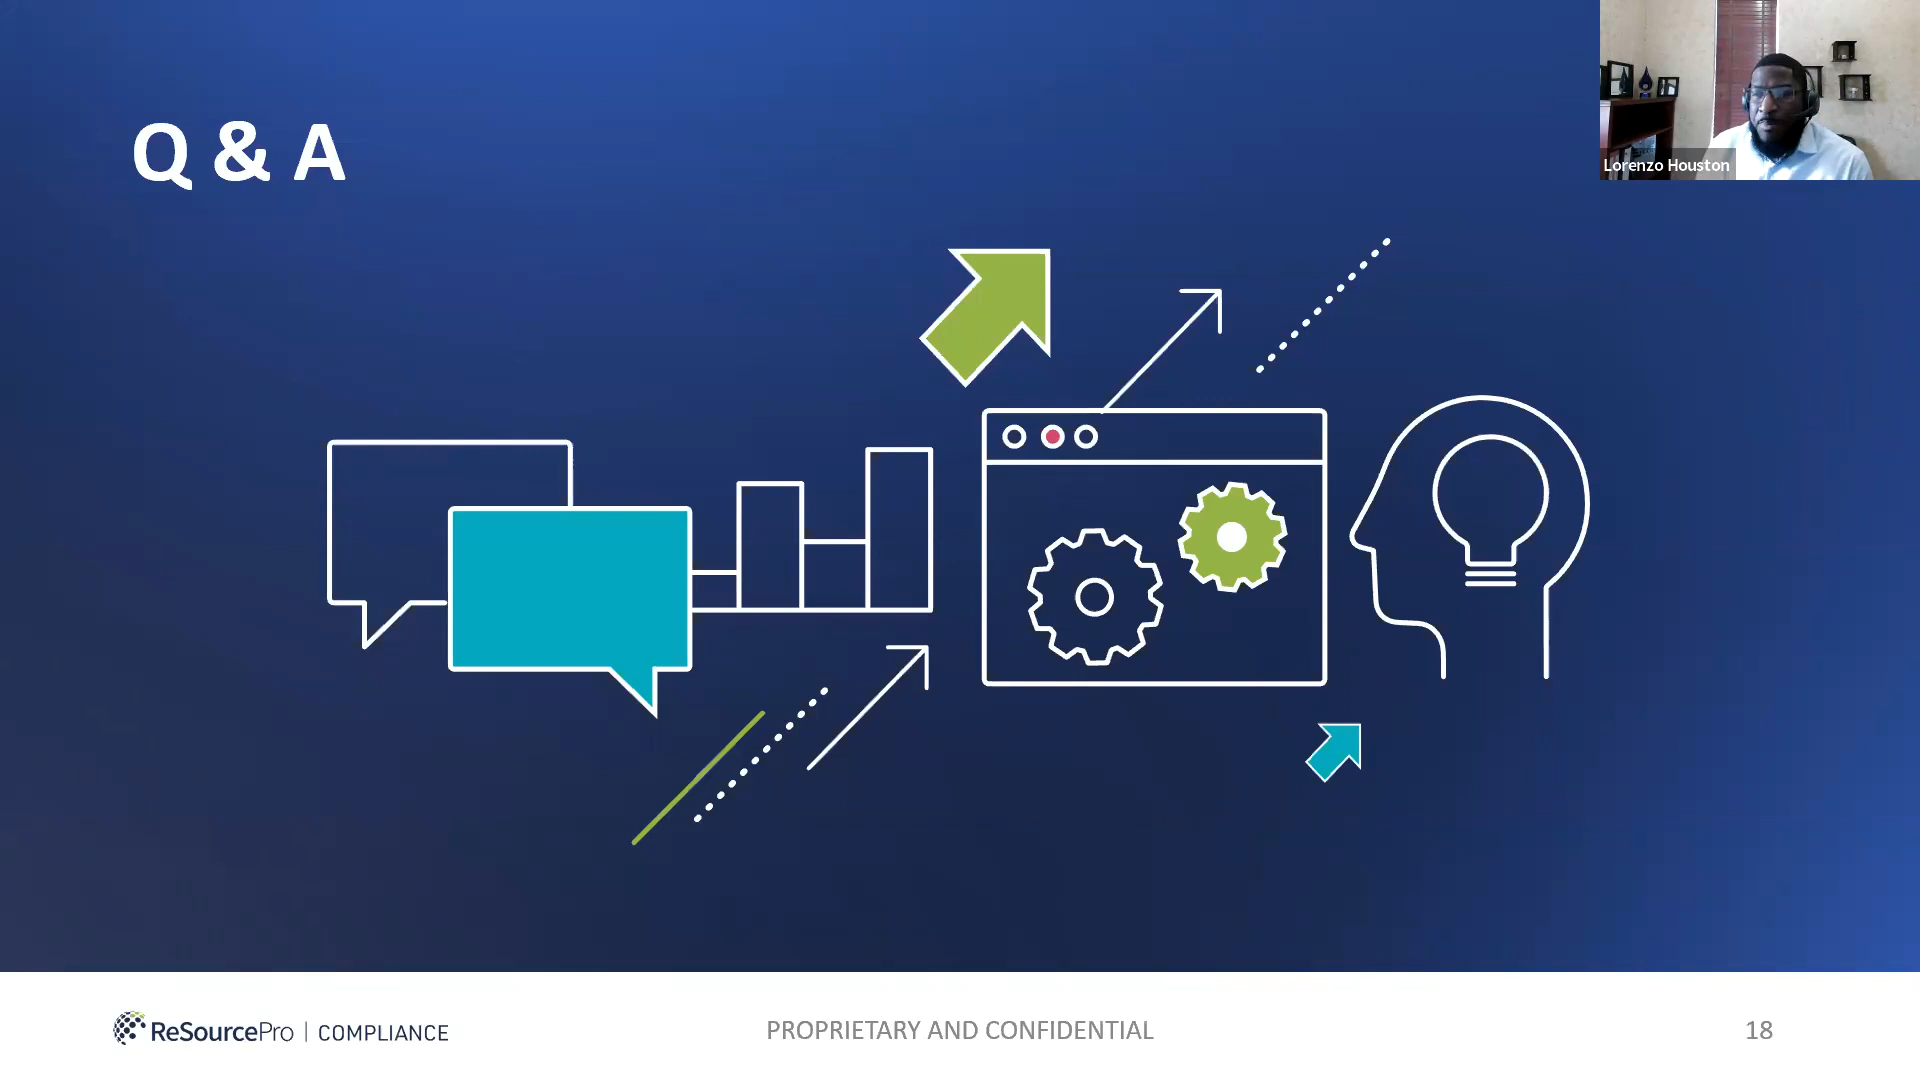 Q & A
Lorenzo Houston
ReSourcePro | COMPLIANCE
PROPRIETARY AND CONFIDENTIAL
18